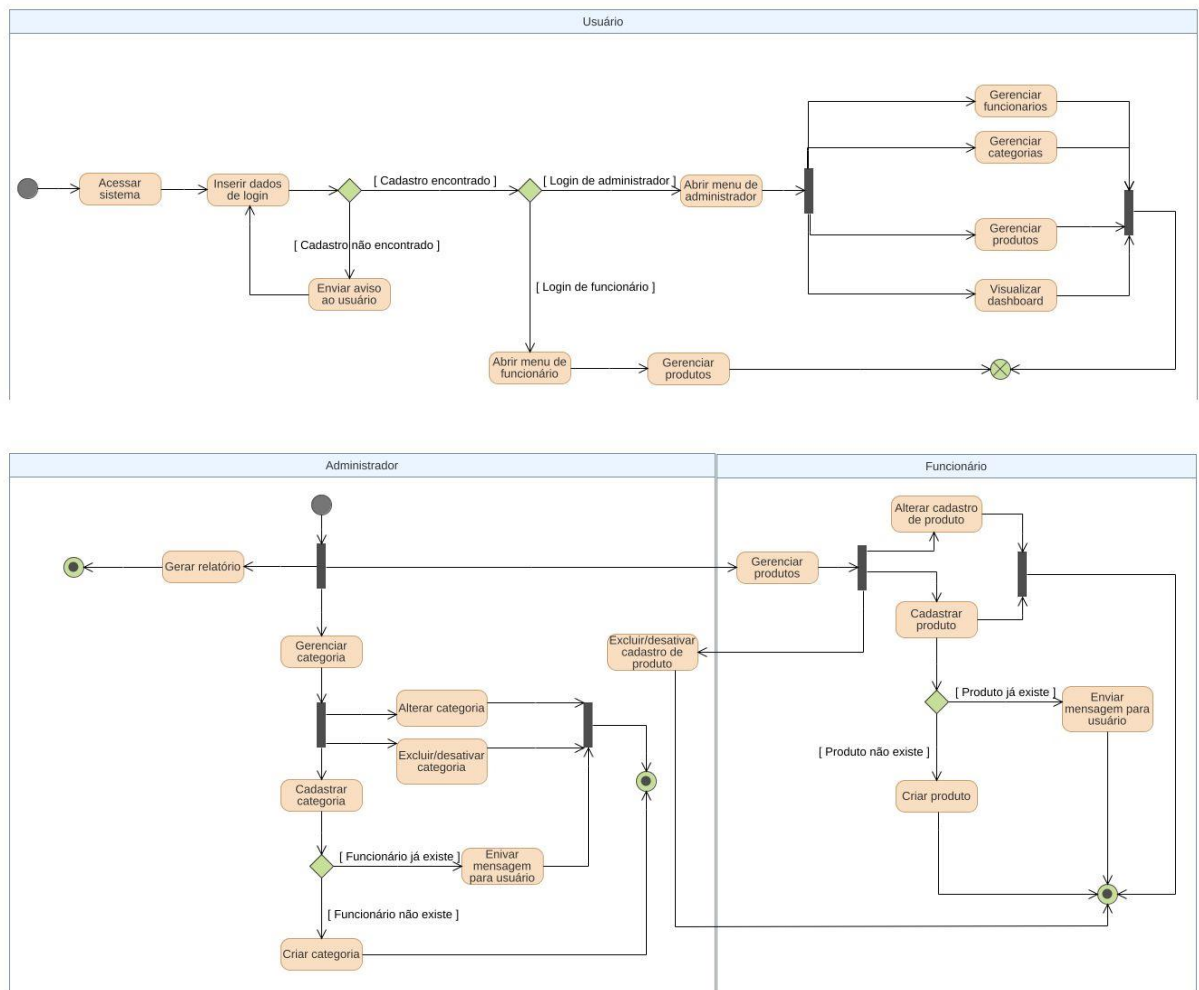 Usuário
Gerenciar
funcionarios
Gerenciar
categorias
Acessar
sistema
Inserir dados
de login
[ Cadastro encontrado ]
[ Login de administrador ]
Abrir menu de
administrador
[ Cadastro não encontrado ]
Enviar aviso
ao usuário
[ Login de funcionário ]
Gerenciar
produtos
Visualizar
dashboard
Abrir menu de
funcionário
Gerenciar
produtos
Administrador
Funcionário
Gerar relatório
Gerenciar
produtos
Alterar cadastro
de produto
Cadastrar
produto
Gerenciar
categoria
Excluir/desativar
cadastro de
produto
Alterar categoria
Excluir/desativar
categoria
[ Produto já existe ]
Enviar
mensagem para
usuário
[ Produto não existe ]
Cadastrar
categoria
Criar produto
[ Funcionário já existe ]
Enivar
mensagem
para usuário
[ Funcionário não existe ]
Criar categoria